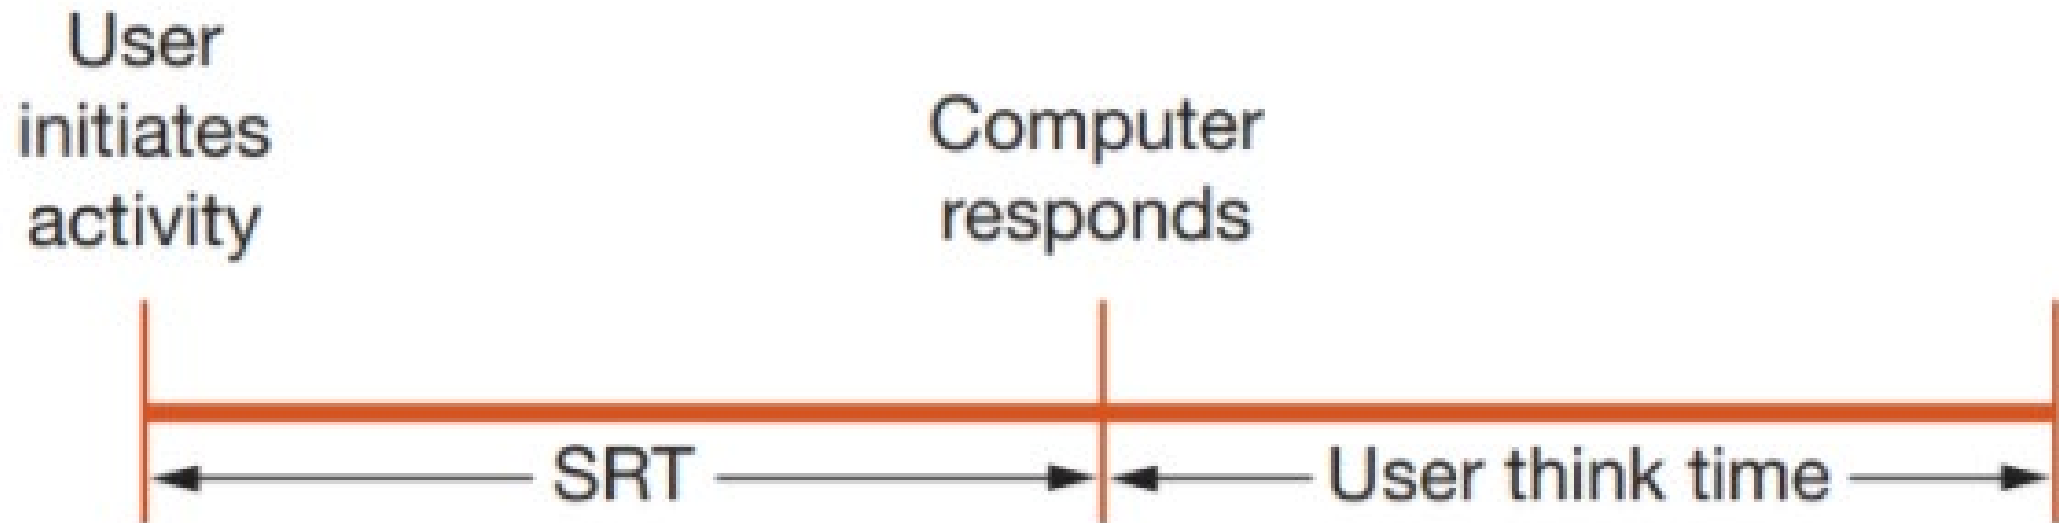 User
initiates
activity
Computer
responds
SRT
User think time